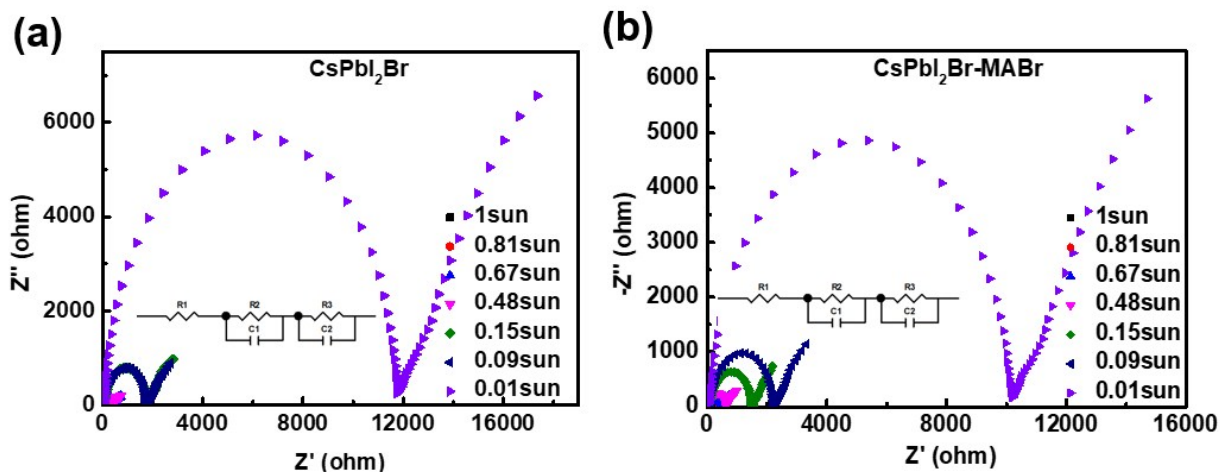 (a)
CsPbI₂Br
Z'' (ohm)
6000
4000
2000
0
0
4000
8000
12000
16000
Z' (ohm)
R1
R2
R3
C1
C2
1sun
0.81sun
0.67sun
0.48sun
0.15sun
0.09sun
0.01sun
(b)
CsPbI₂Br-MABr
-Z'' (ohm)
6000
5000
4000
3000
2000
1000
0
0
4000
8000
12000
16000
Z' (ohm)
R1
R2
R3
C1
C2
1sun
0.81sun
0.67sun
0.48sun
0.15sun
0.09sun
0.01sun